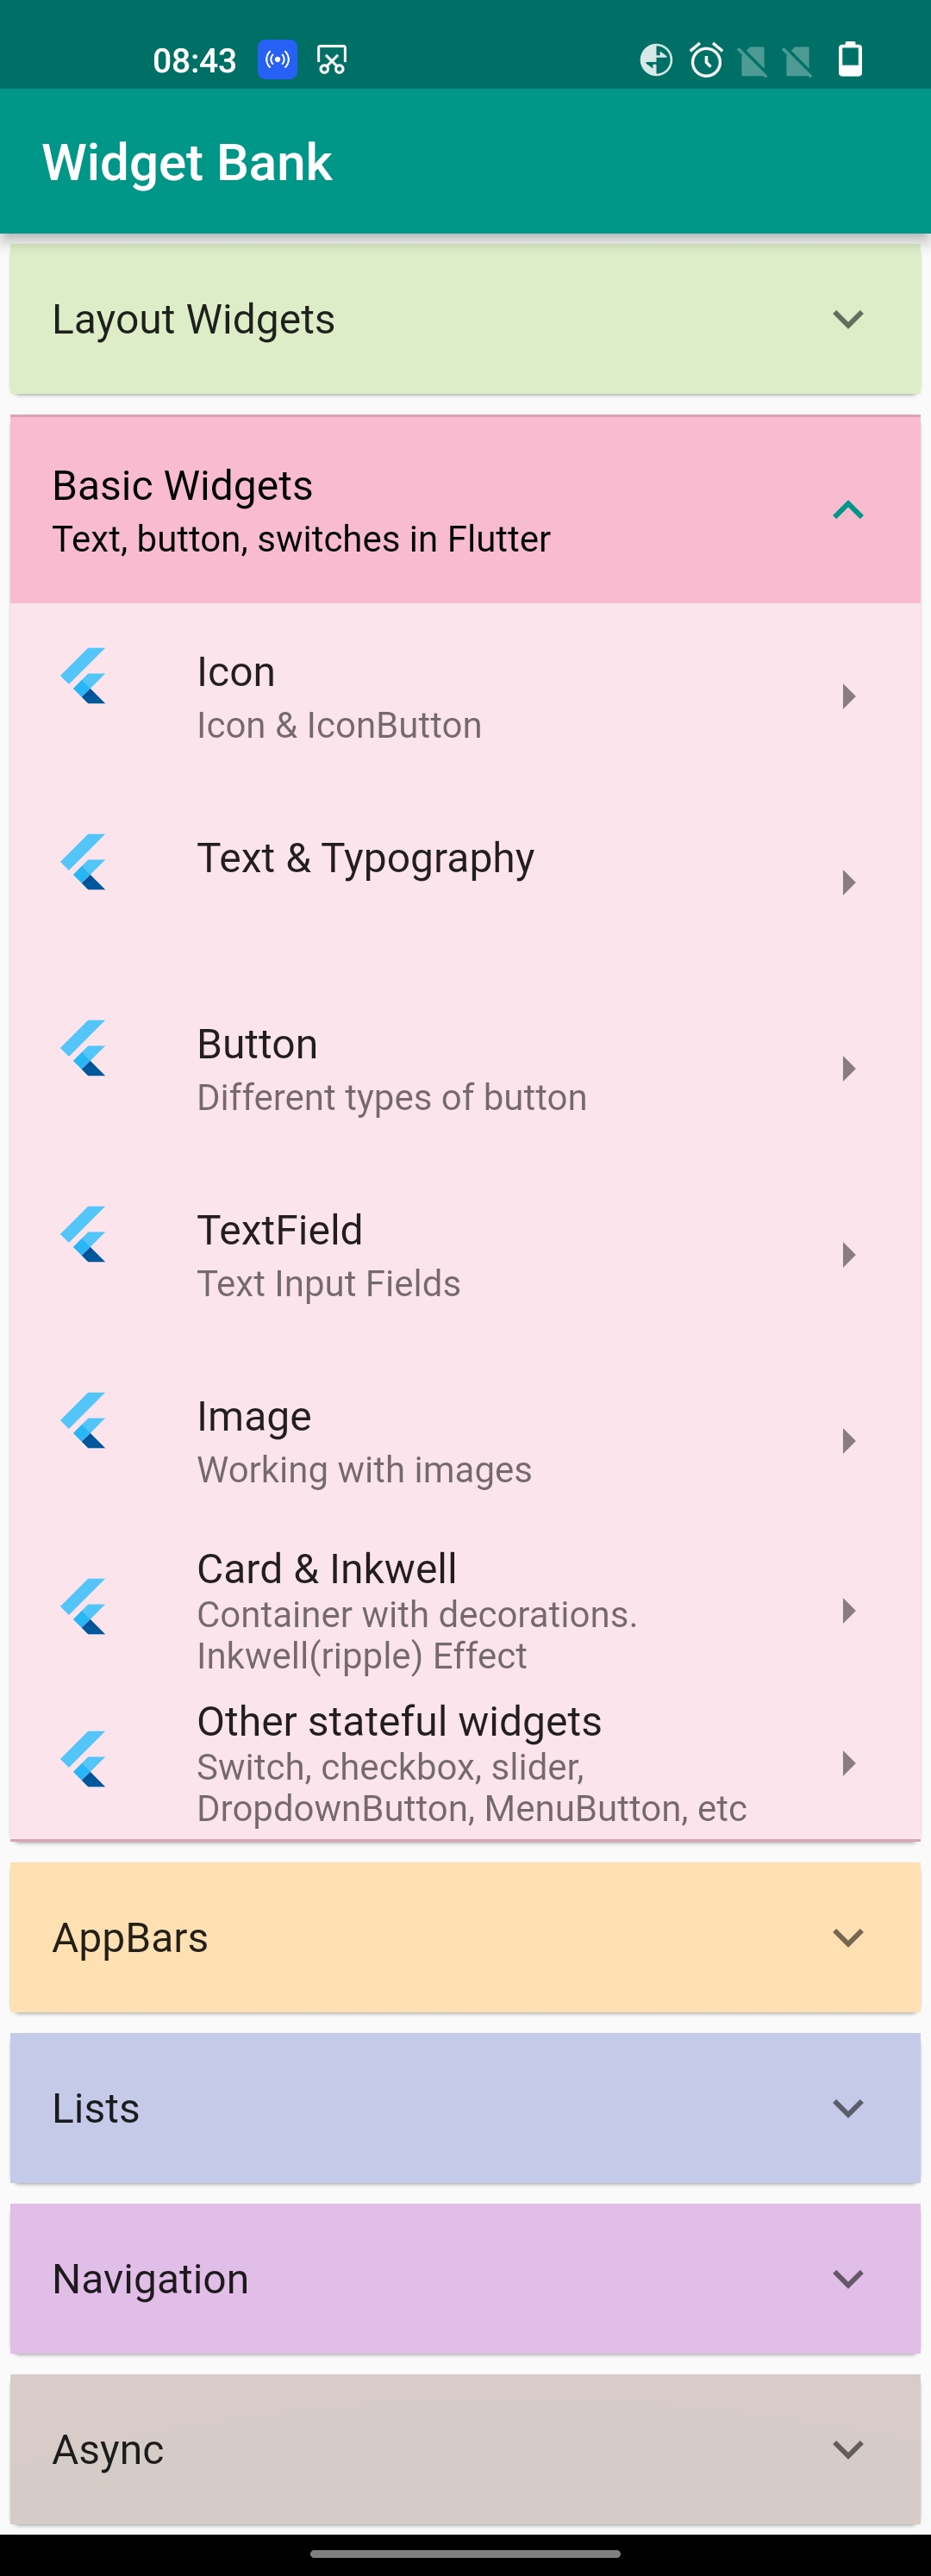 08:43
Widget Bank
Layout Widgets
Basic Widgets
Text, button, switches in Flutter
Icon
Icon & IconButton
Text & Typography
Button
Different types of button
TextField
Text Input Fields
Image
Working with images
Card & Inkwell
Container with decorations.
Inkwell(ripple) Effect
Other stateful widgets
Switch, checkbox, slider,
DropdownButton, MenuButton, etc
AppBars
Lists
Navigation
Async